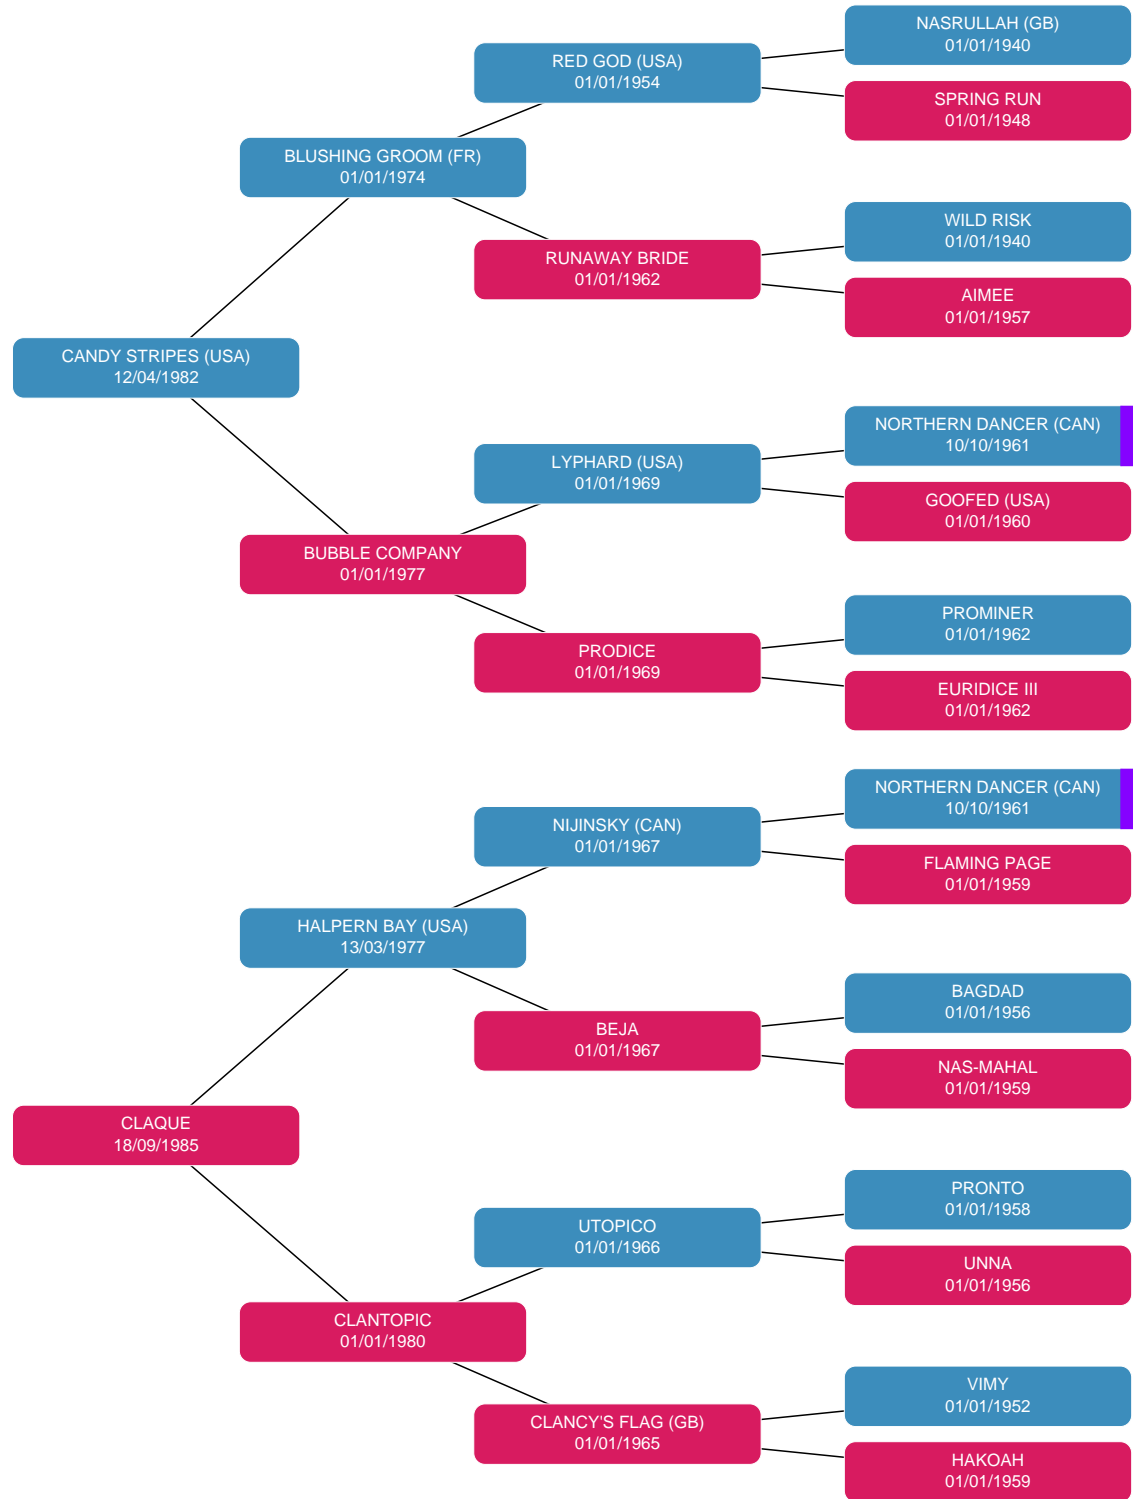 NASRULLAH (GB)
01/01/1940
RED GOD (USA)
01/01/1954
SPRING RUN
01/01/1948
BLUSHING GROOM (FR)
01/01/1974
WILD RISK
01/01/1940
RUNAWAY BRIDE
01/01/1962
AIMEE
01/01/1957
CANDY STRIPES (USA)
12/04/1982
NORTHERN DANCER (CAN)
10/10/1961
LYPHARD (USA)
01/01/1969
GOOFED (USA)
01/01/1960
BUBBLE COMPANY
01/01/1977
PROMINER
01/01/1962
PRODICE
01/01/1969
EURIDICE III
01/01/1962
NORTHERN DANCER (CAN)
10/10/1961
NIJINSKY (CAN)
01/01/1967
FLAMING PAGE
01/01/1959
HALPERN BAY (USA)
13/03/1977
BAGDAD
01/01/1956
BEJA
01/01/1967
NAS-MAHAL
01/01/1959
CLAQUE
18/09/1985
PRONTO
01/01/1958
UTOPICO
01/01/1966
UNNA
01/01/1956
CLANTOPIC
01/01/1980
VIMY
01/01/1952
CLANCY'S FLAG (GB)
01/01/1965
HAKOAH
01/01/1959